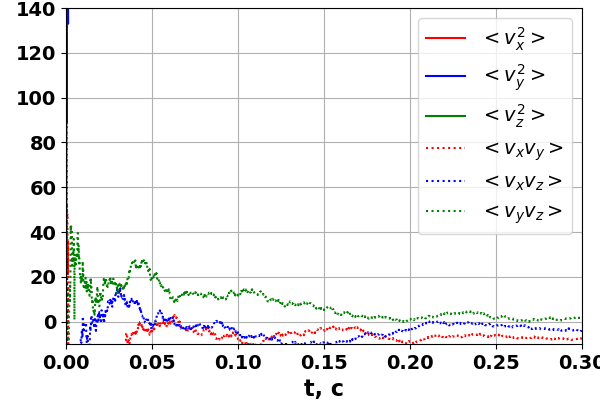 140
120
100
80
60
40
20
0
< v_x^2 >
< v_y^2 >
< v_z^2 >
< v_x v_y >
< v_x v_z >
< v_y v_z >
0.00 0.05 0.10 0.15 0.20 0.25 0.30
t, c